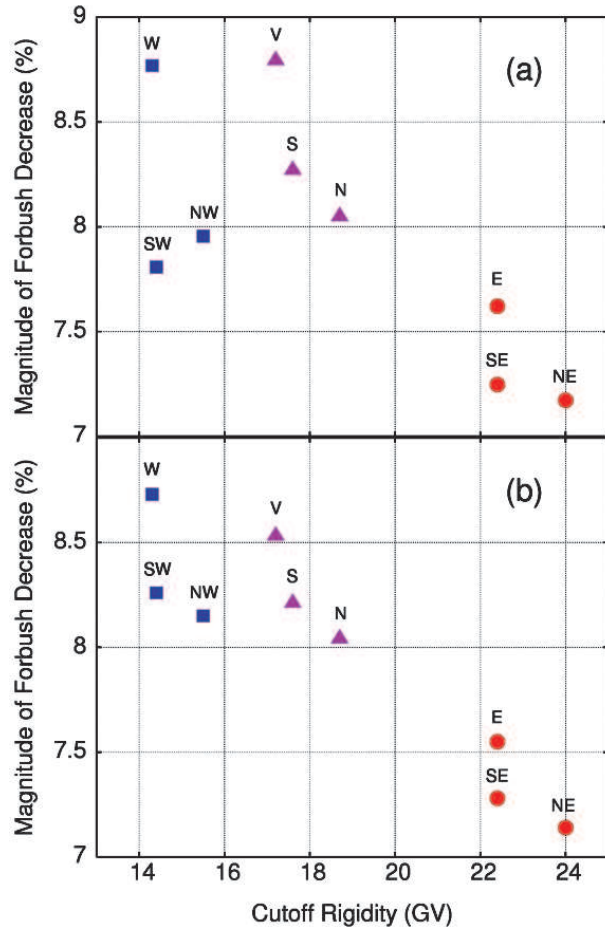 Magnitude of Forbush Decrease (%)
9
8.5
8
7.5
7
(a)
W
V
S
N
NW
SW
E
SE
NE
Magnitude of Forbush Decrease (%)
8.5
8
7.5
7
(b)
W
V
SW
NW
S
N
E
SE
NE
14
16
18
20
22
24
Cutoff Rigidity (GV)